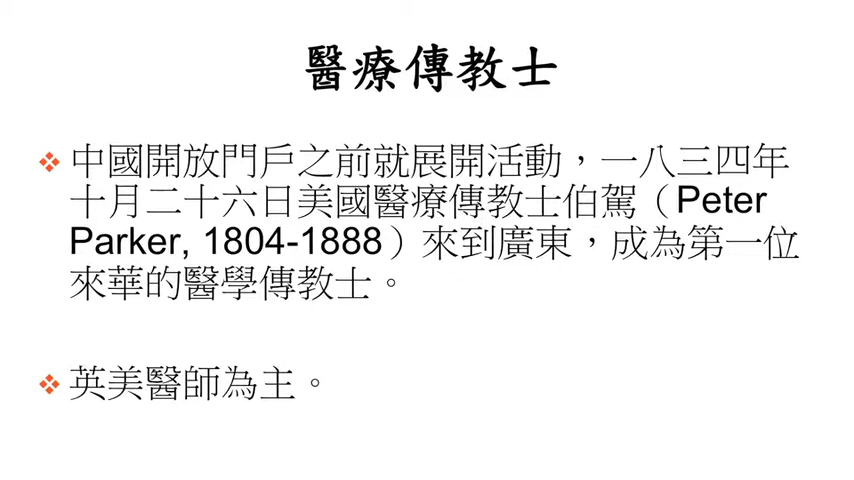 醫療傳教士
中國開放門戶之前就展開活動，一八三四年
十月二十六日美國醫療傳教士伯駕（Peter
Parker, 1804-1888）來到廣東，成為第一位
來華的醫學傳教士。
英美醫師為主。